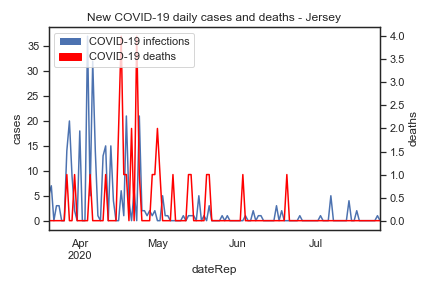 New COVID-19 daily cases and deaths - Jersey
COVID-19 infections
COVID-19 deaths
cases
35
30
25
20
15
10
5
0
deaths
4.0
3.5
3.0
2.5
2.0
1.5
1.0
0.5
0.0
Apr
2020
May
Jun
Jul
dateRep